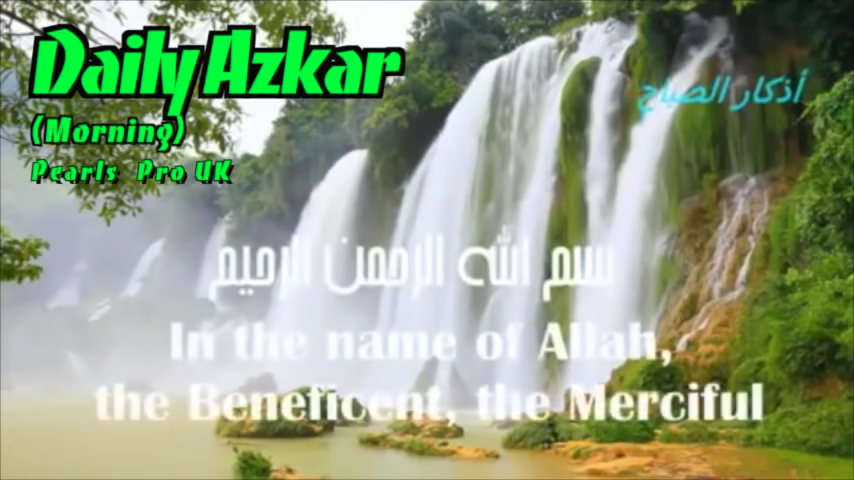 Daily Azkar
(Morning)
Pearls Pro UK
أذكار الصباح
بسم الله الرحمن الرحيم
In the name of Allah,
the Beneficent, the Merciful